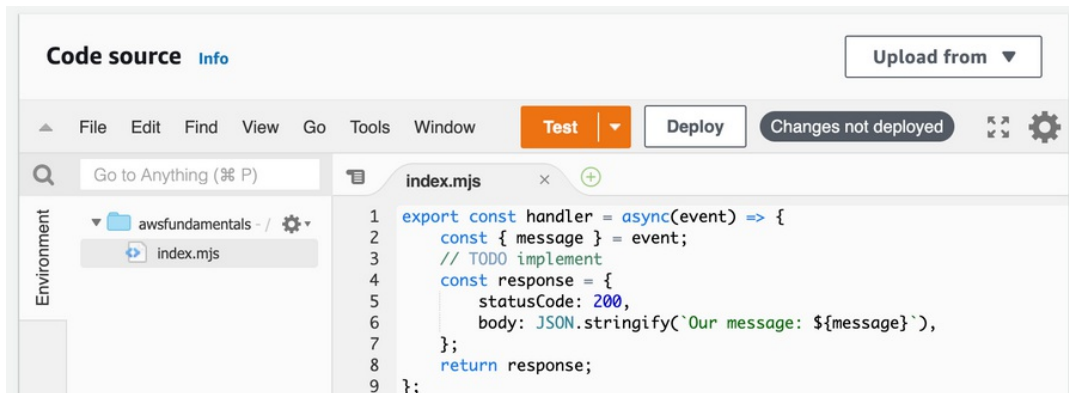 Code source Info
Upload from ▼
File Edit Find View Go Tools Window Test Deploy Changes not deployed
Go to Anything (⌘ P)
index.mjs ×
Environment
awsfundamentals - /
index.mjs
1 export const handler = async(event) => {
2     const { message } = event;
3     // TODO implement
4     const response = {
5         statusCode: 200,
6         body: JSON.stringify(`Our message: ${message}`),
7     };
8     return response;
9 };